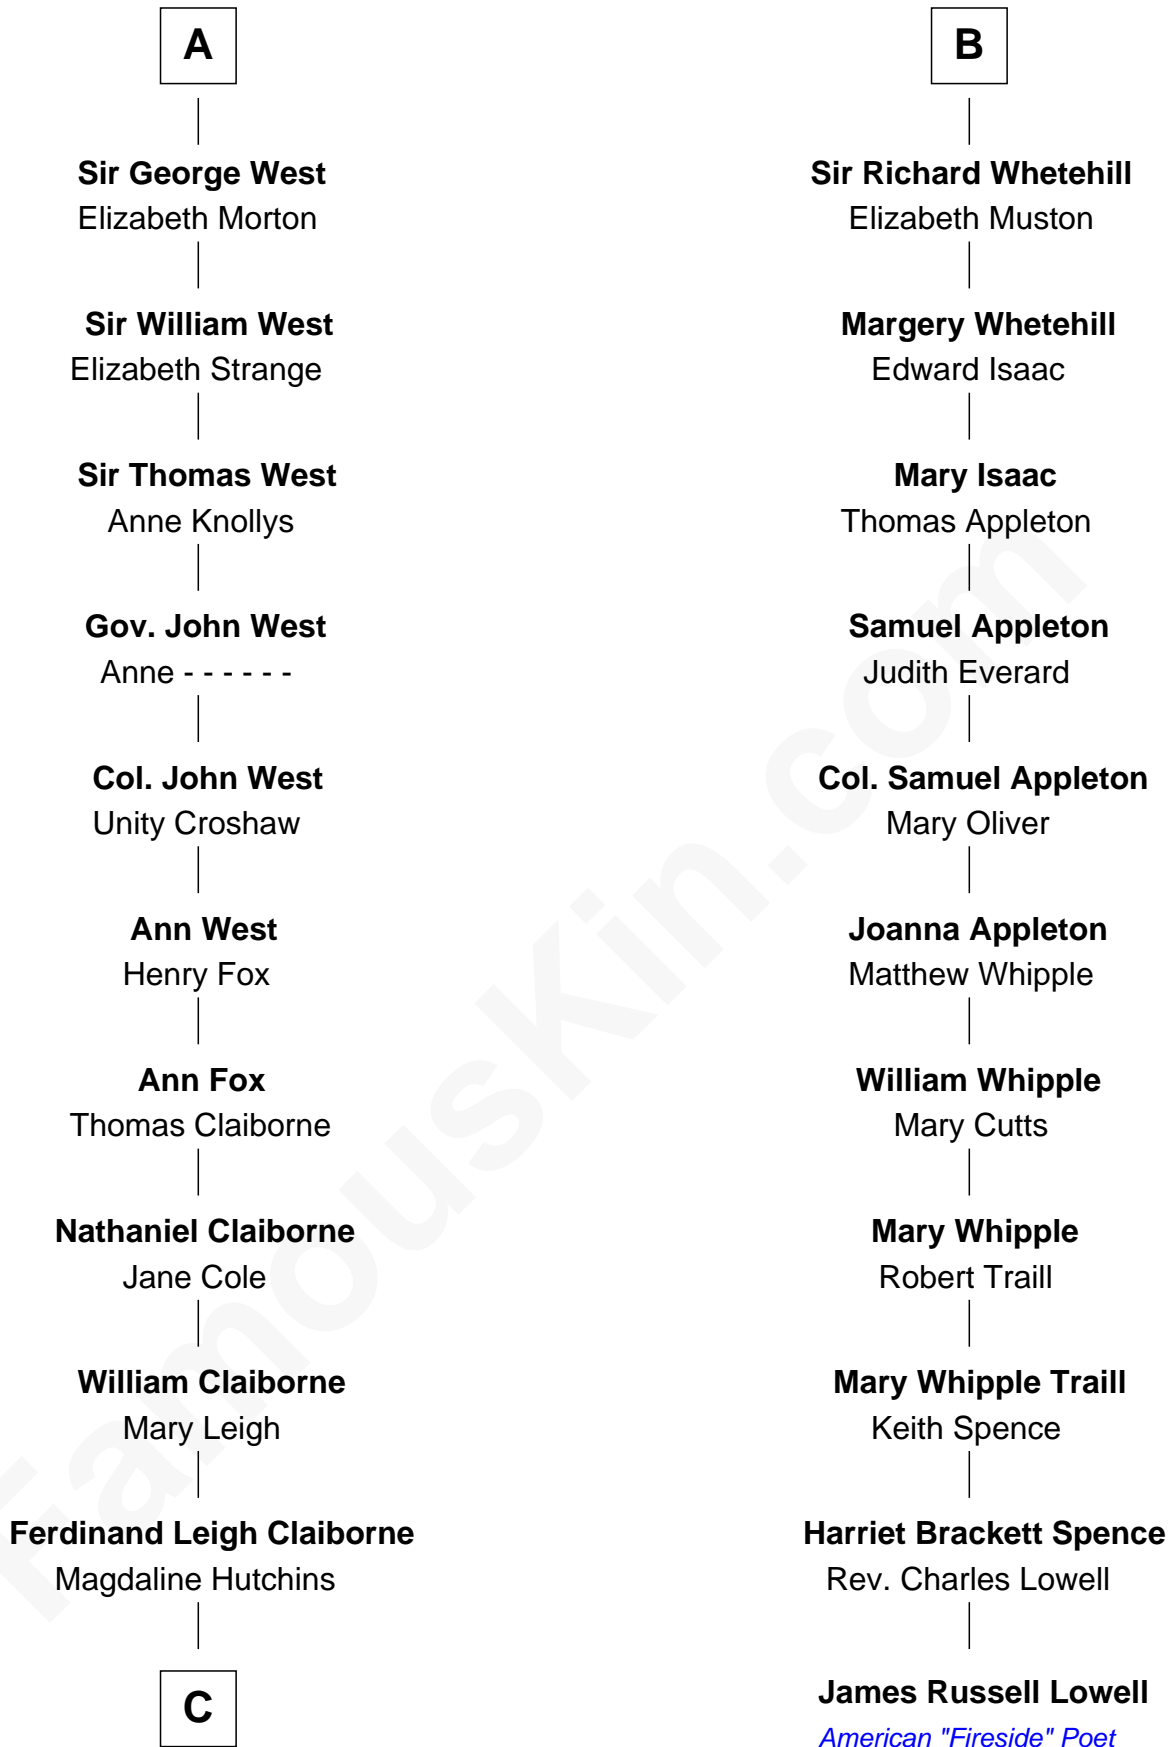 A
Sir George West
Elizabeth Morton
Sir William West
Elizabeth Strange
Sir Thomas West
Anne Knollys
Gov. John West
Anne - - - - - -
Col. John West
Unity Croshaw
Ann West
Henry Fox
Ann Fox
Thomas Claiborne
Nathaniel Claiborne
Jane Cole
William Claiborne
Mary Leigh
Ferdinand Leigh Claiborne
Magdaline Hutchins
C
B
Sir Richard Whetehill
Elizabeth Muston
Margery Whetehill
Edward Isaac
Mary Isaac
Thomas Appleton
Samuel Appleton
Judith Everard
Col. Samuel Appleton
Mary Oliver
Joanna Appleton
Matthew Whipple
William Whipple
Mary Cutts
Mary Whipple
Robert Traill
Mary Whipple Traill
Keith Spence
Harriet Brackett Spence
Rev. Charles Lowell
James Russell Lowell
American "Fireside" Poet
FamousKin.com